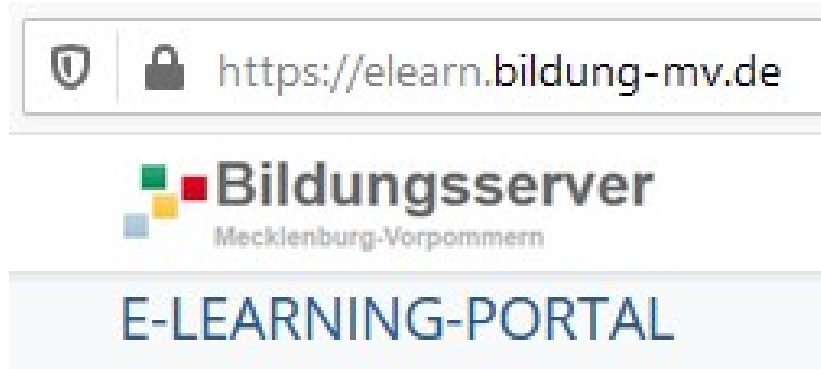 https://elearn.bildung-mv.de
Bildungsserver
Mecklenburg-Vorpommern
E-LEARNING-PORTAL